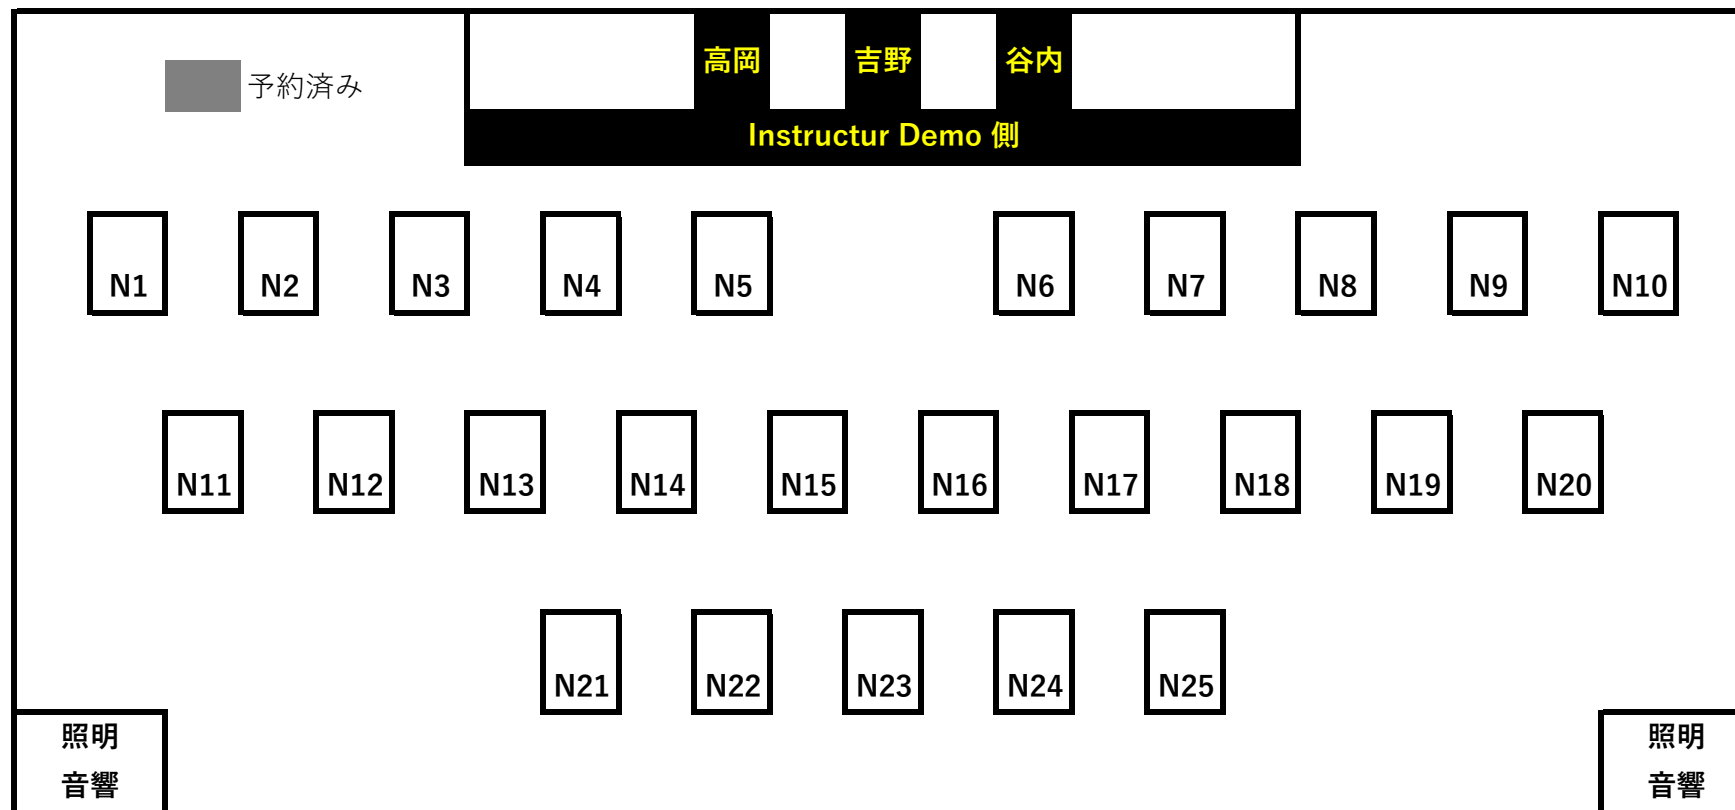 高岡 吉野 谷内
予約済み
Instructur Demo 側
N1 N2 N3 N4 N5 N6 N7 N8 N9 N10
N11 N12 N13 N14 N15 N16 N17 N18 N19 N20
N21 N22 N23 N24 N25
照明 照明
音響 音響